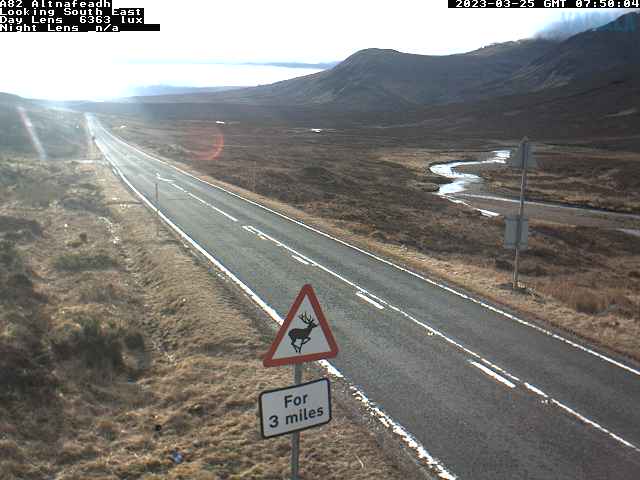 A82 Altnafeadh
Looking South East
Day Lens 6363 lux
Night Lens n/a
2023-03-25 GMT 07:50:04
For
3 miles